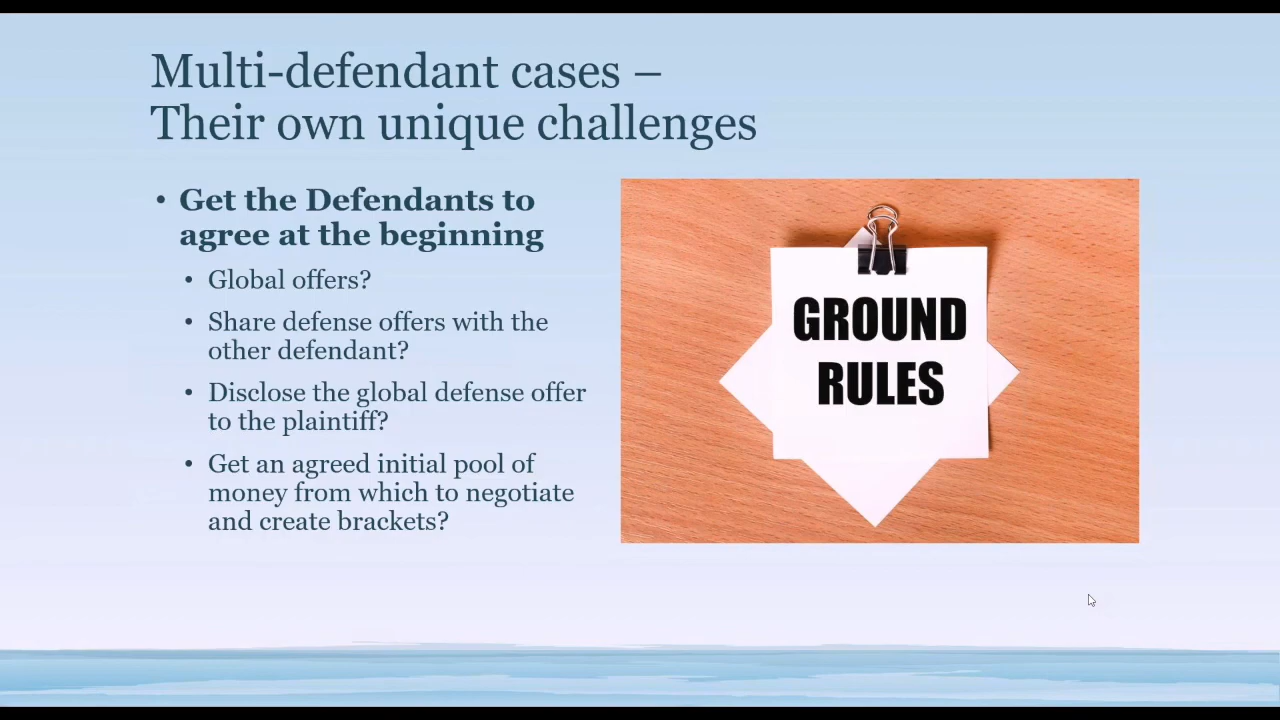 Multi-defendant cases –
Their own unique challenges
• Get the Defendants to
agree at the beginning
• Global offers?
• Share defense offers with the
other defendant?
• Disclose the global defense offer
to the plaintiff?
• Get an agreed initial pool of
money from which to negotiate
and create brackets?
GROUND
RULES